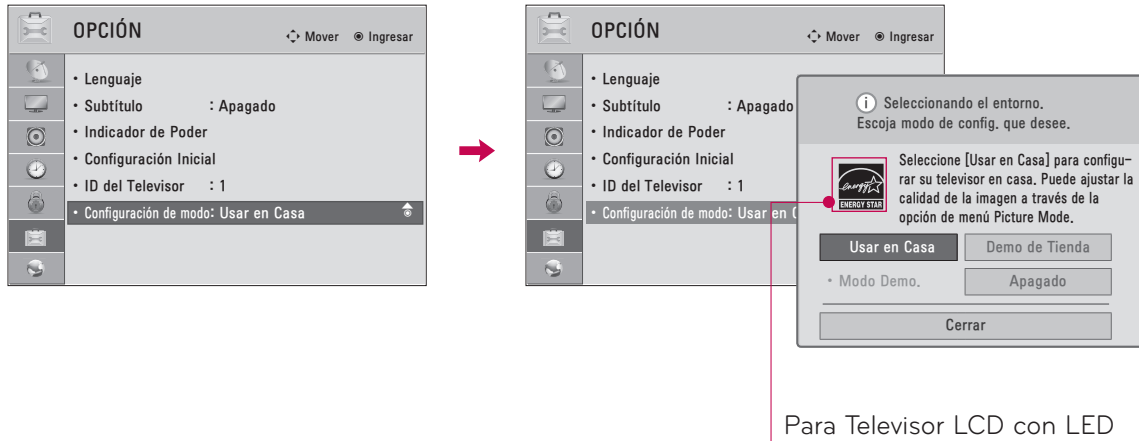 OPCIÓN
Mover Ingresar
• Lenguaje
• Subtítulo : Apagado
• Indicador de Poder
• Configuración Inicial
• ID del Televisor : 1
• Configuración de modo: Usar en Casa
OPCIÓN
Mover Ingresar
• Lenguaje
• Subtítulo : Apagado
• Indicador de Poder
• Configuración Inicial
• ID del Televisor : 1
• Configuración de modo: Usar en C
i Seleccionando el entorno.
Escoja modo de config. que desee.
energy
ENERGY STAR
Seleccione [Usar en Casa] para configu-
rar su televisor en casa. Puede ajustar la
calidad de la imagen a través de la
opción de menú Picture Mode.
Usar en Casa Demo de Tienda
• Modo Demo. Apagado
Cerrar
Para Televisor LCD con LED